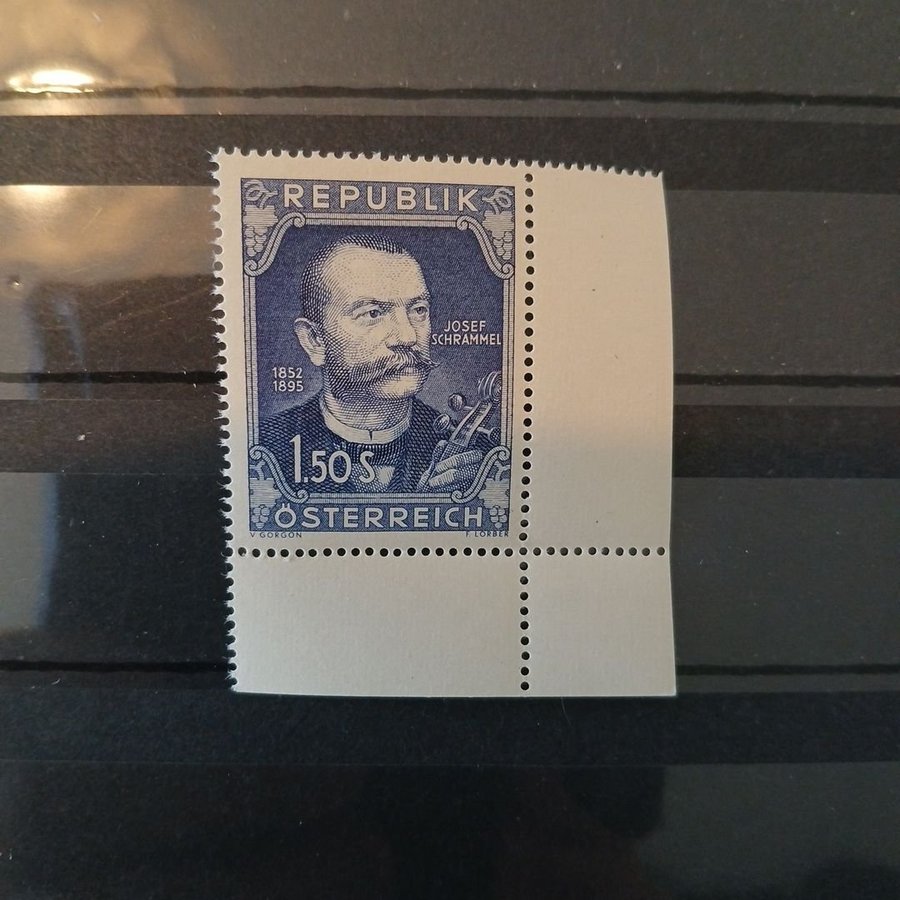 REPUBLIK
JOSEF
SCHRAMMEL
1852
1895
1.50 S
ÖSTERREICH
V GORGON
F. LORBER